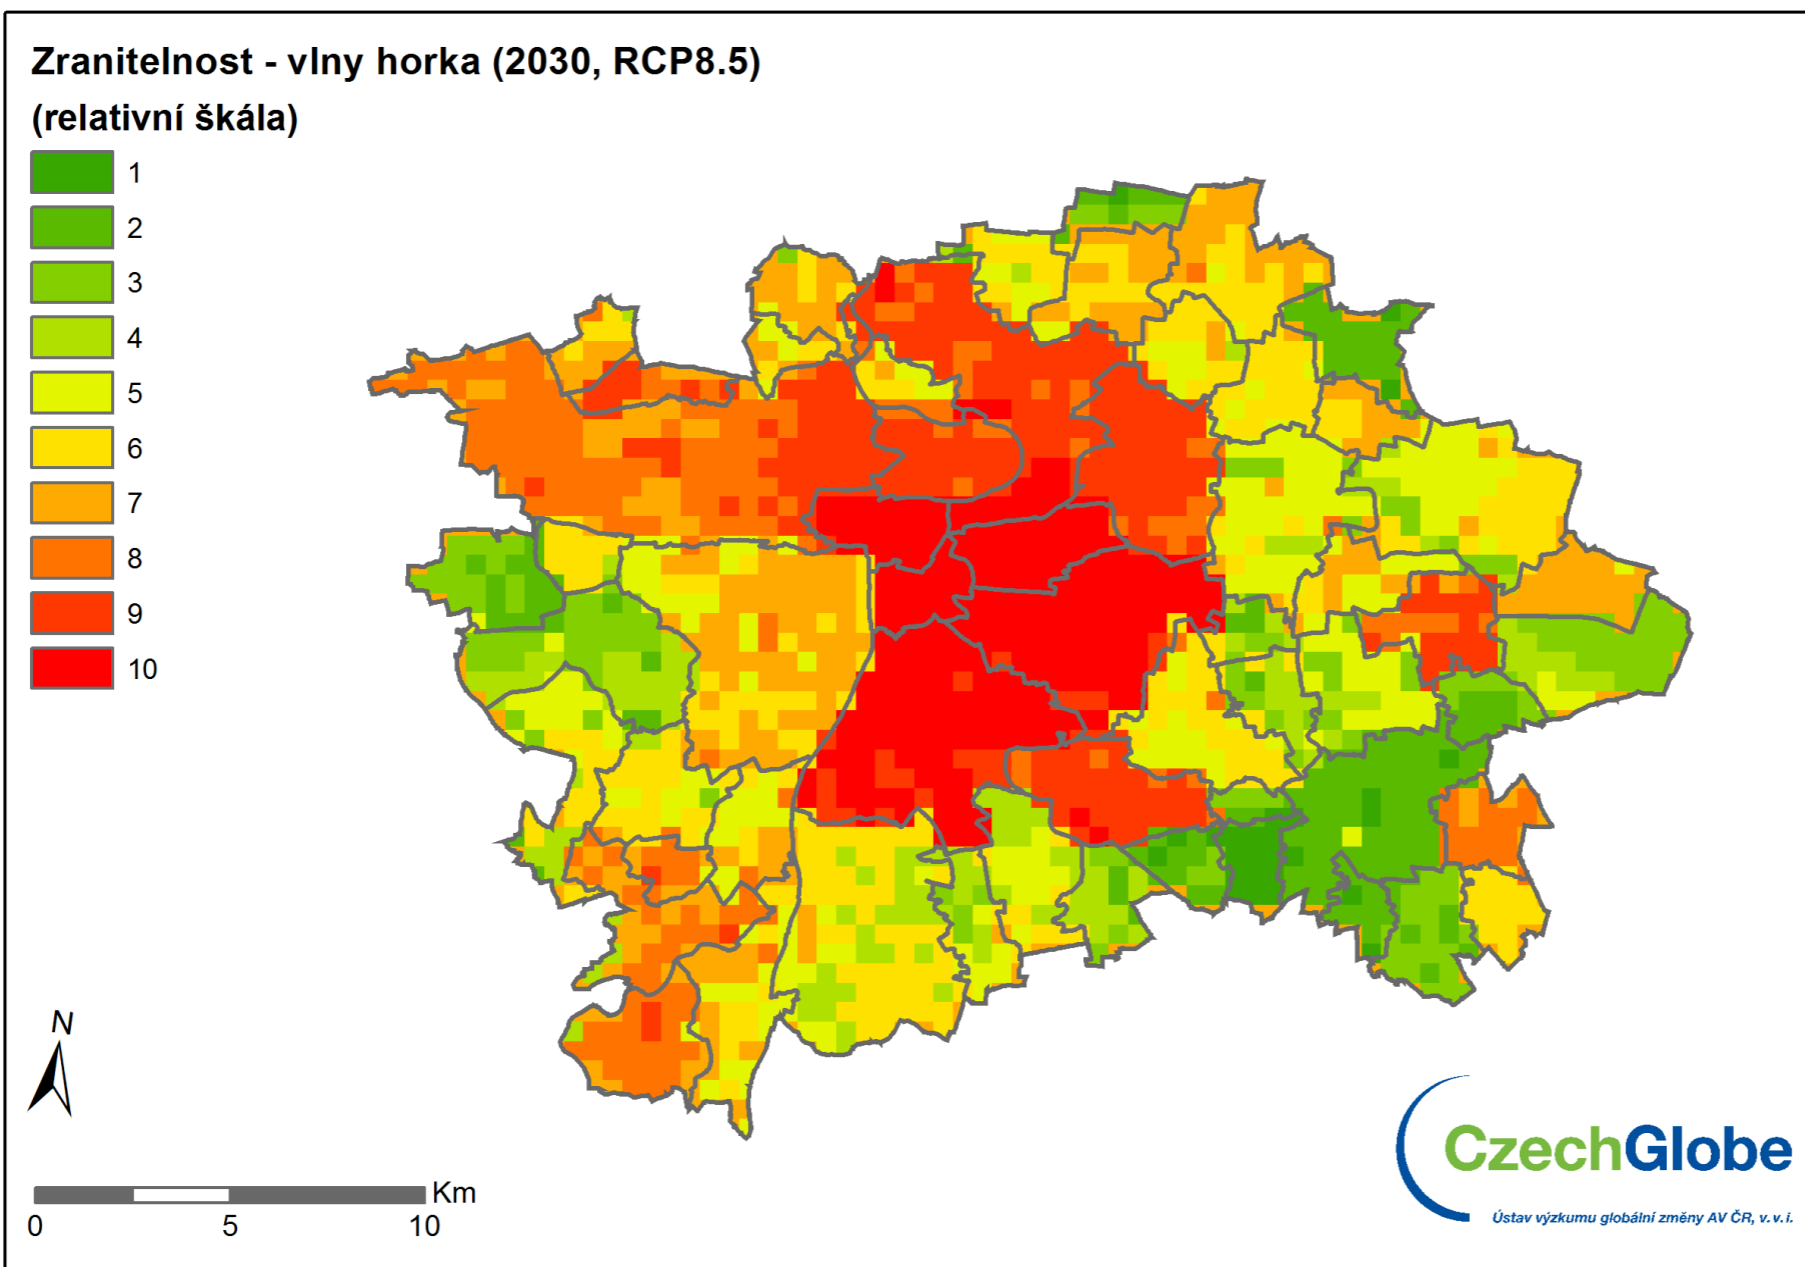 Zranitelnost - vlny horka (2030, RCP8.5)
(relativní škála)
1
2
3
4
5
6
7
8
9
10
N
Km
0 5 10
CzechGlobe
Ústav výzkumu globální změny AV ČR, v. v. i.